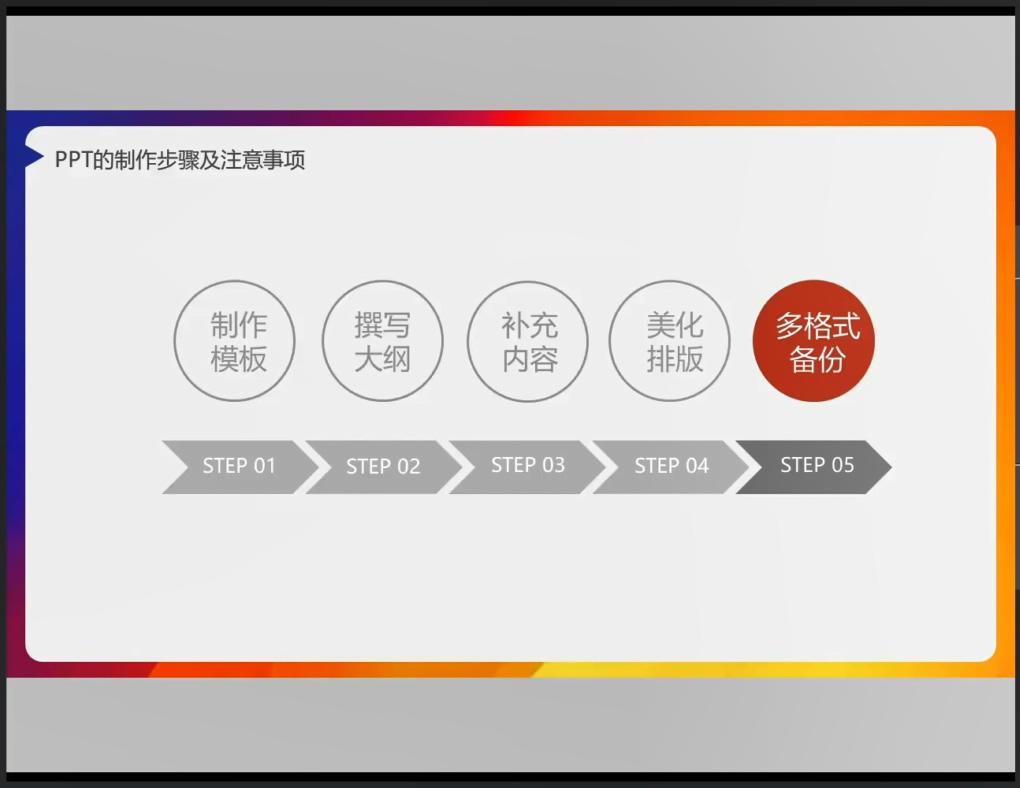 PPT的制作步骤及注意事项
制作
模板
撰写
大纲
补充
内容
美化
排版
多格式
备份
STEP 01
STEP 02
STEP 03
STEP 04
STEP 05